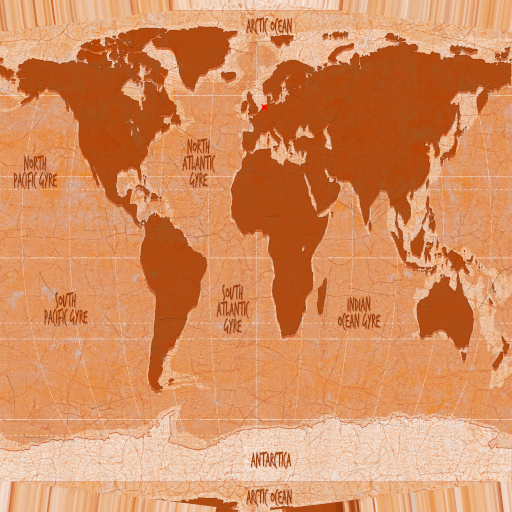 ARCTIC OCEAN
NORTH
PACIFIC GYRE
NORTH
ATLANTIC
GYRE
SOUTH
PACIFIC GYRE
SOUTH
ATLANTIC
GYRE
INDIAN
OCEAN GYRE
ANTARCTICA
ARCTIC OCEAN